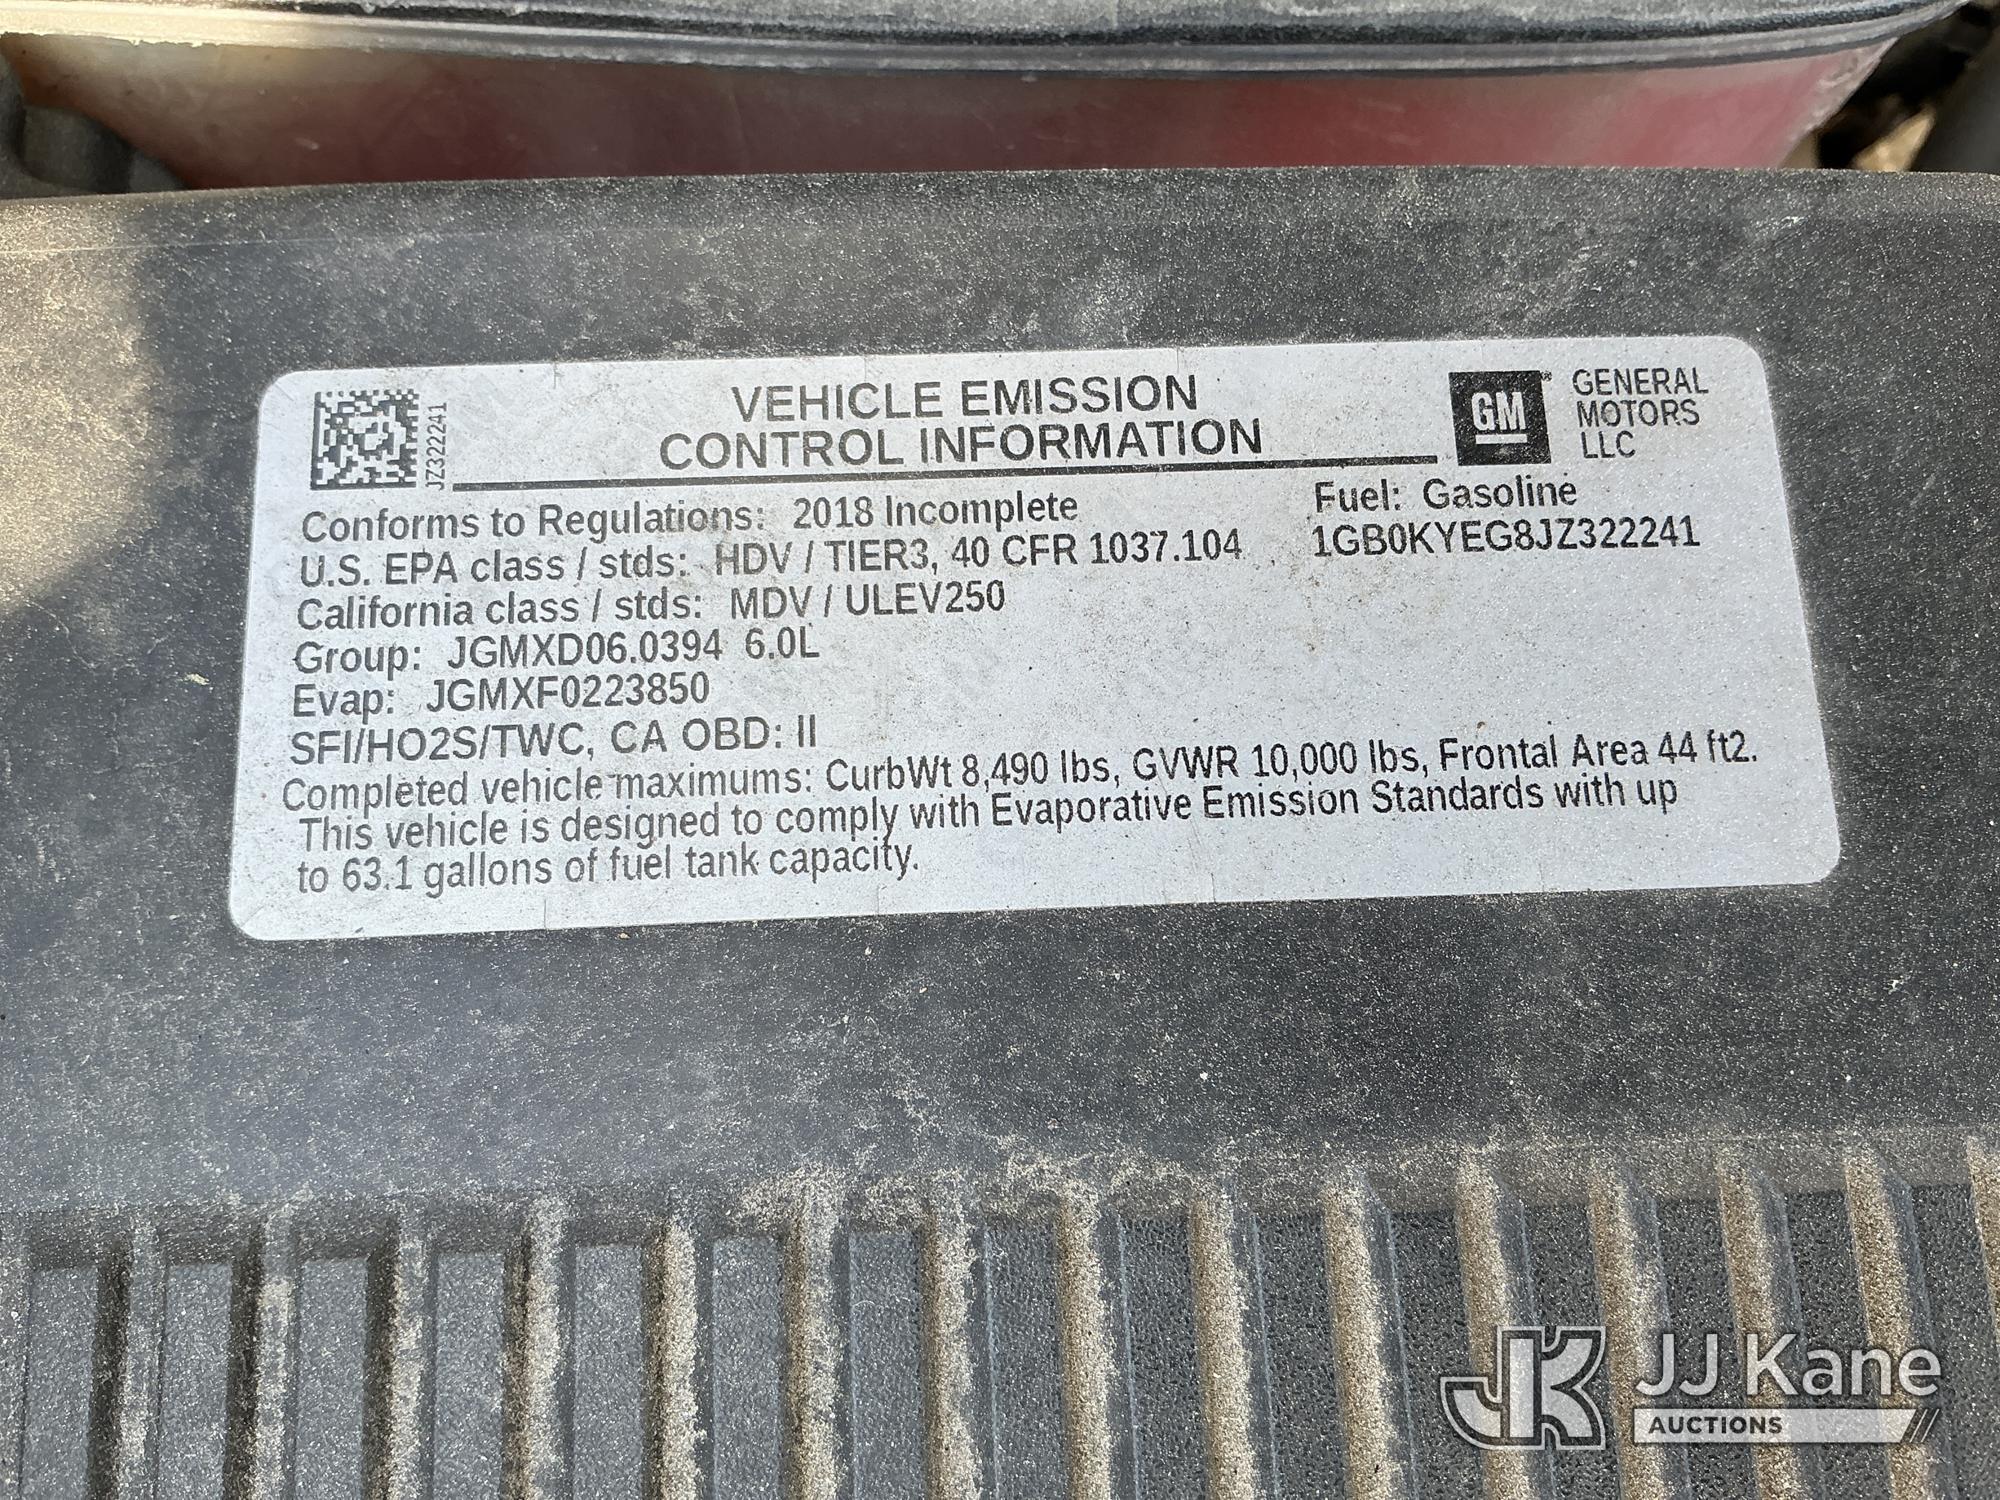 JZ322241
VEHICLE EMISSION
CONTROL INFORMATION
GM
GENERAL
MOTORS
LLC
Conforms to Regulations: 2018 Incomplete
Fuel: Gasoline
U.S. EPA class / stds: HDV / TIER3, 40 CFR 1037.104
1GB0KYEG8JZ322241
California class / stds: MDV / ULEV250
Group: JGMXD06.0394 6.0L
Evap: JGMXF0223850
SFI/HO2S/TWC, CA OBD: II
Completed vehicle maximums: CurbWt 8,490 lbs, GVWR 10,000 lbs, Frontal Area 44 ft2.
This vehicle is designed to comply with Evaporative Emission Standards with up
to 63.1 gallons of fuel tank capacity.
JK JJ Kane
AUCTIONS